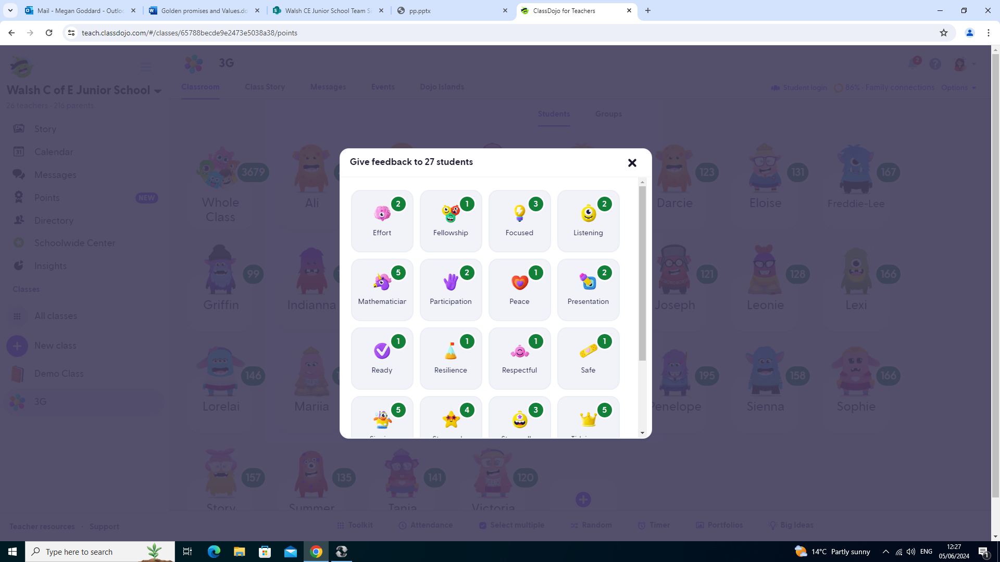 Mail - Megan Goddard - Outloo
Golden promises and Values.do
Walsh CE Junior School Team Si
pp.pptx
ClassDojo for Teachers
teach.classdojo.com/#/classes/65788becde9e2473e5038a38/points
3G
2
Walsh C of E Junior School
26 teachers · 216 parents
Classroom
Class Story
Messages
Events
Dojo Islands
Student login
86% · Family connections
Options
Students
Groups
Story
Calendar
31
Messages
Points
NEW
Directory
Schoolwide Center
Insights
Classes
All classes
New class
Demo Class
3G
Teacher resources · Support
Give feedback to 27 students
2
Effort
1
Fellowship
3
Focused
2
Listening
5
Mathematician
2
Participation
1
Peace
2
Presentation
1
Ready
1
Resilience
1
Respectful
1
Safe
5
4
3
5
3679
Whole
Class
Ali
123
Darcie
131
Eloise
167
Freddie-Lee
99
Griffin
Indianna
121
Joseph
128
Leonie
166
Lexi
146
Lorelai
Mariia
195
Penelope
158
Sienna
166
Sophie
157
Story
135
Summer
141
Tania
120
Victoria
Toolkit
Attendance
Select multiple
Random
Timer
Portfolios
Big Ideas
Type here to search
14°C Partly sunny
ENG
12:27
05/06/2024
1